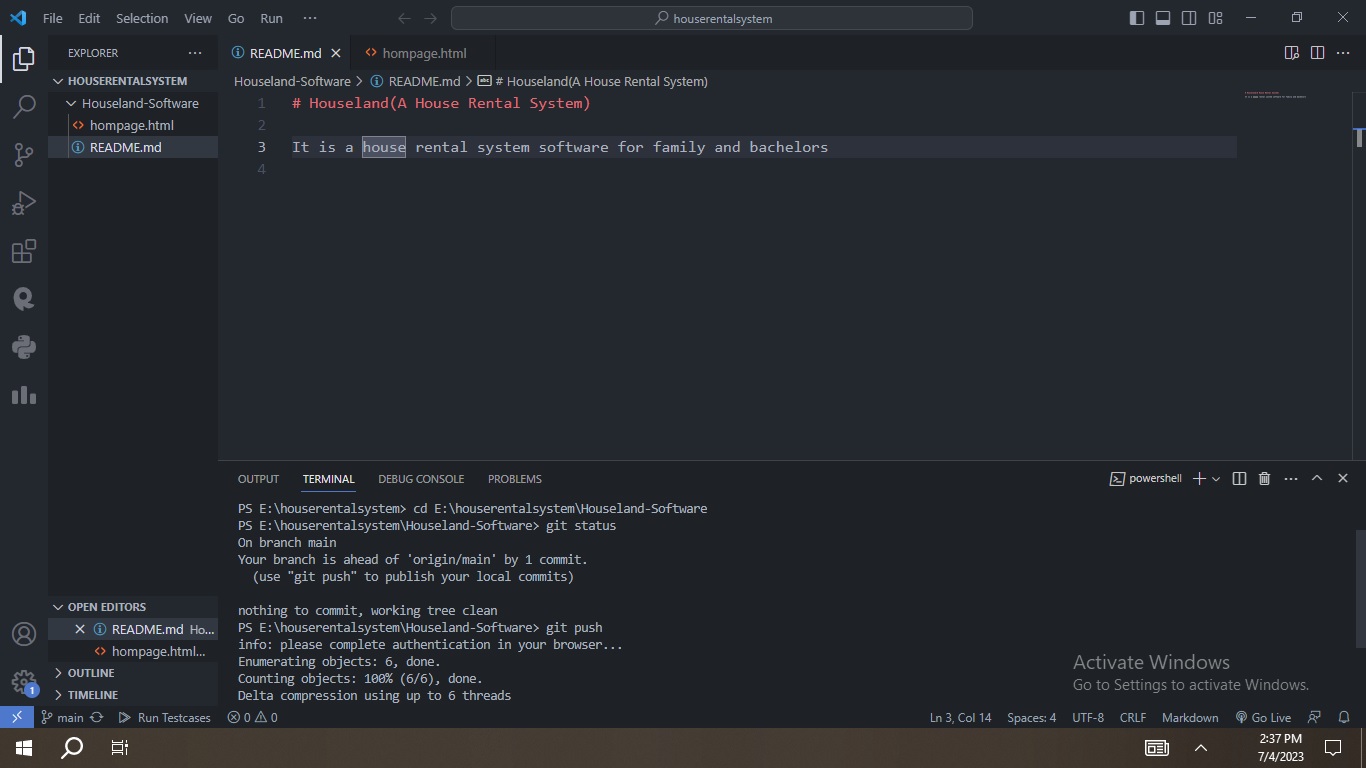 File Edit Selection View Go Run ···
houserentalsystem
EXPLORER ···
README.md
hompage.html
HOUSERENTALSYSTEM
Houseland-Software
hompage.html
README.md
Houseland-Software > README.md > # Houseland(A House Rental System)
1 # Houseland(A House Rental System)
2
3 It is a house rental system software for family and bachelors
4
OUTPUT TERMINAL DEBUG CONSOLE PROBLEMS
powershell
PS E:\houserentalsystem> cd E:\houserentalsystem\Houseland-Software
PS E:\houserentalsystem\Houseland-Software> git status
On branch main
Your branch is ahead of 'origin/main' by 1 commit.
(use "git push" to publish your local commits)
nothing to commit, working tree clean
PS E:\houserentalsystem\Houseland-Software> git push
info: please complete authentication in your browser...
Enumerating objects: 6, done.
Counting objects: 100% (6/6), done.
Delta compression using up to 6 threads
OPEN EDITORS
README.md Ho...
hompage.html...
OUTLINE
TIMELINE
1
Activate Windows
Go to Settings to activate Windows.
main Run Testcases 0 0 Ln 3, Col 14 Spaces: 4 UTF-8 CRLF Markdown Go Live
2:37 PM
7/4/2023